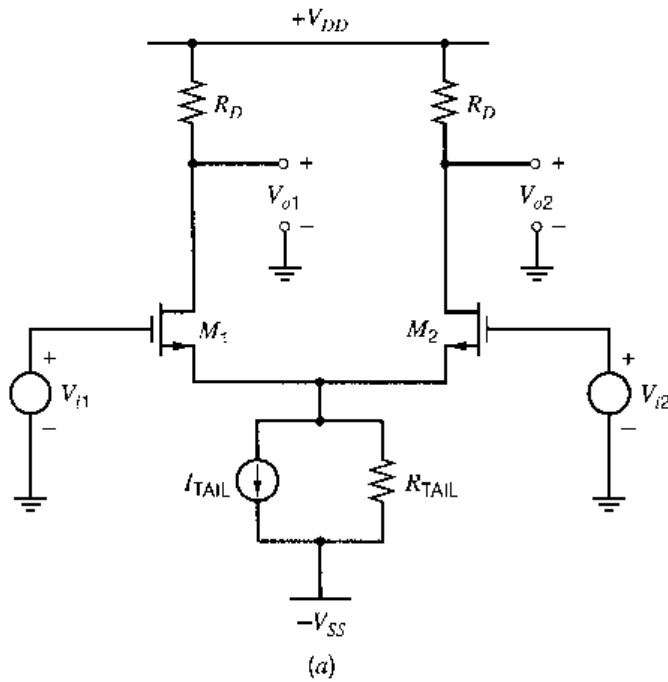 +V_DD
R_D
R_D
+
+
V_o1
V_o2
−
−
M_1
M_2
+
+
V_i1
V_i2
−
−
I_TAIL
R_TAIL
−V_SS
(a)